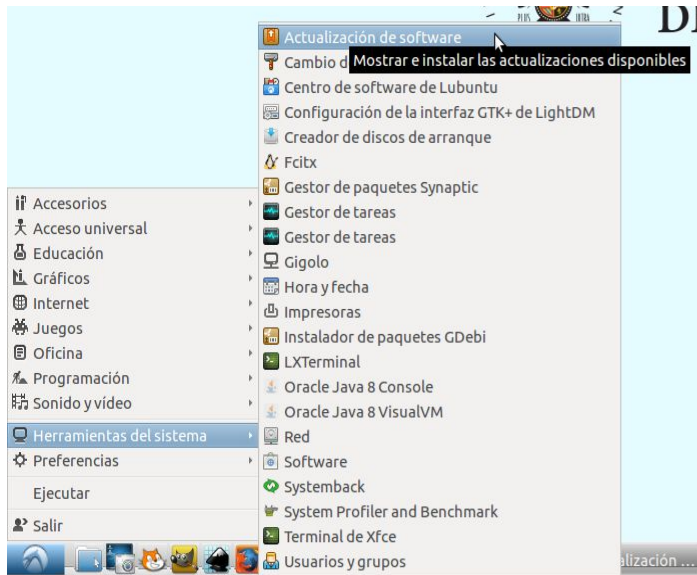 PLUS ULTRA
Actualización de software
Cambio d
Mostrar e instalar las actualizaciones disponibles
Centro de software de Lubuntu
Configuración de la interfaz GTK+ de LightDM
Creador de discos de arranque
Fcitx
Gestor de paquetes Synaptic
Gestor de tareas
Gestor de tareas
Gigolo
Hora y fecha
Impresoras
Instalador de paquetes GDebi
LXTerminal
Oracle Java 8 Console
Oracle Java 8 VisualVM
Red
Software
Systemback
System Profiler and Benchmark
Terminal de Xfce
Usuarios y grupos
Accesorios
Acceso universal
Educación
Gráficos
Internet
Juegos
Oficina
Programación
Sonido y vídeo
Herramientas del sistema
Preferencias
Ejecutar
Salir
alización ...